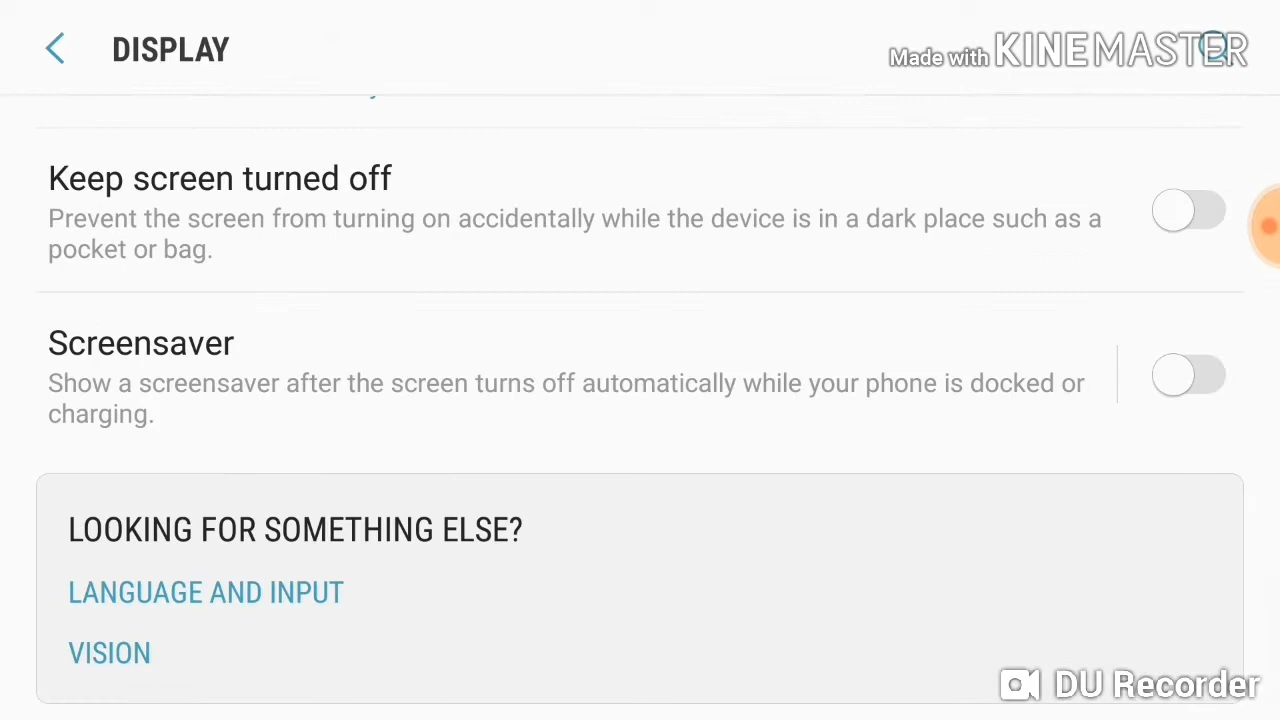 DISPLAY
Made with KINEMASTER
Keep screen turned off
Prevent the screen from turning on accidentally while the device is in a dark place such as a
pocket or bag.
Screensaver
Show a screensaver after the screen turns off automatically while your phone is docked or
charging.
LOOKING FOR SOMETHING ELSE?
LANGUAGE AND INPUT
VISION
DU Recorder